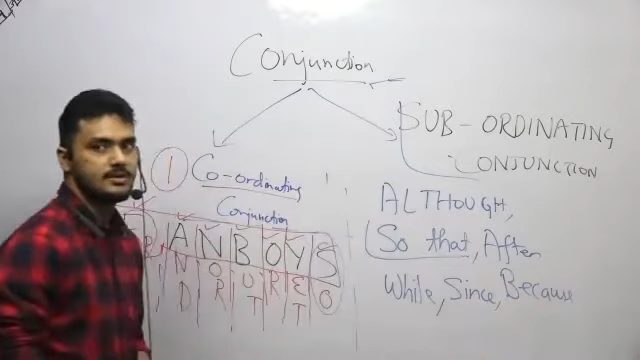 Conjunction
SUB-ORDINATING
CONJUNCTION
1 Co-ordinating
Conjunction
F A N B O Y S
R N O U R E O
D R T T
ALTHOUGH,
So that, After
While, Since, Because